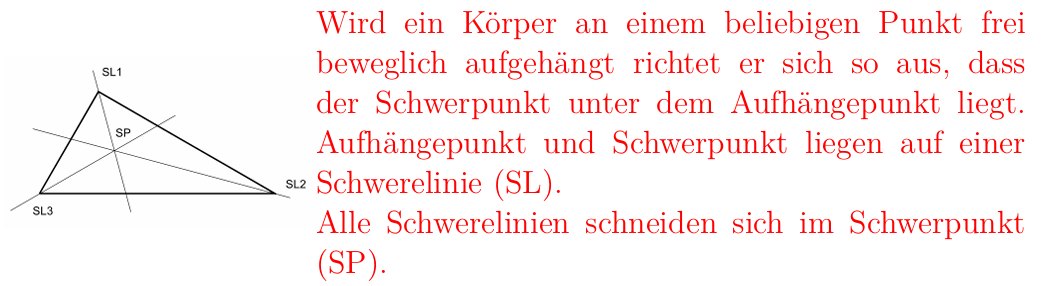 SL1
SP
SL2
SL3
Wird ein Körper an einem beliebigen Punkt frei
beweglich aufgehängt richtet er sich so aus, dass
der Schwerpunkt unter dem Aufhängepunkt liegt.
Aufhängepunkt und Schwerpunkt liegen auf einer
Schwerelinie (SL).
Alle Schwerelinien schneiden sich im Schwerpunkt
(SP).